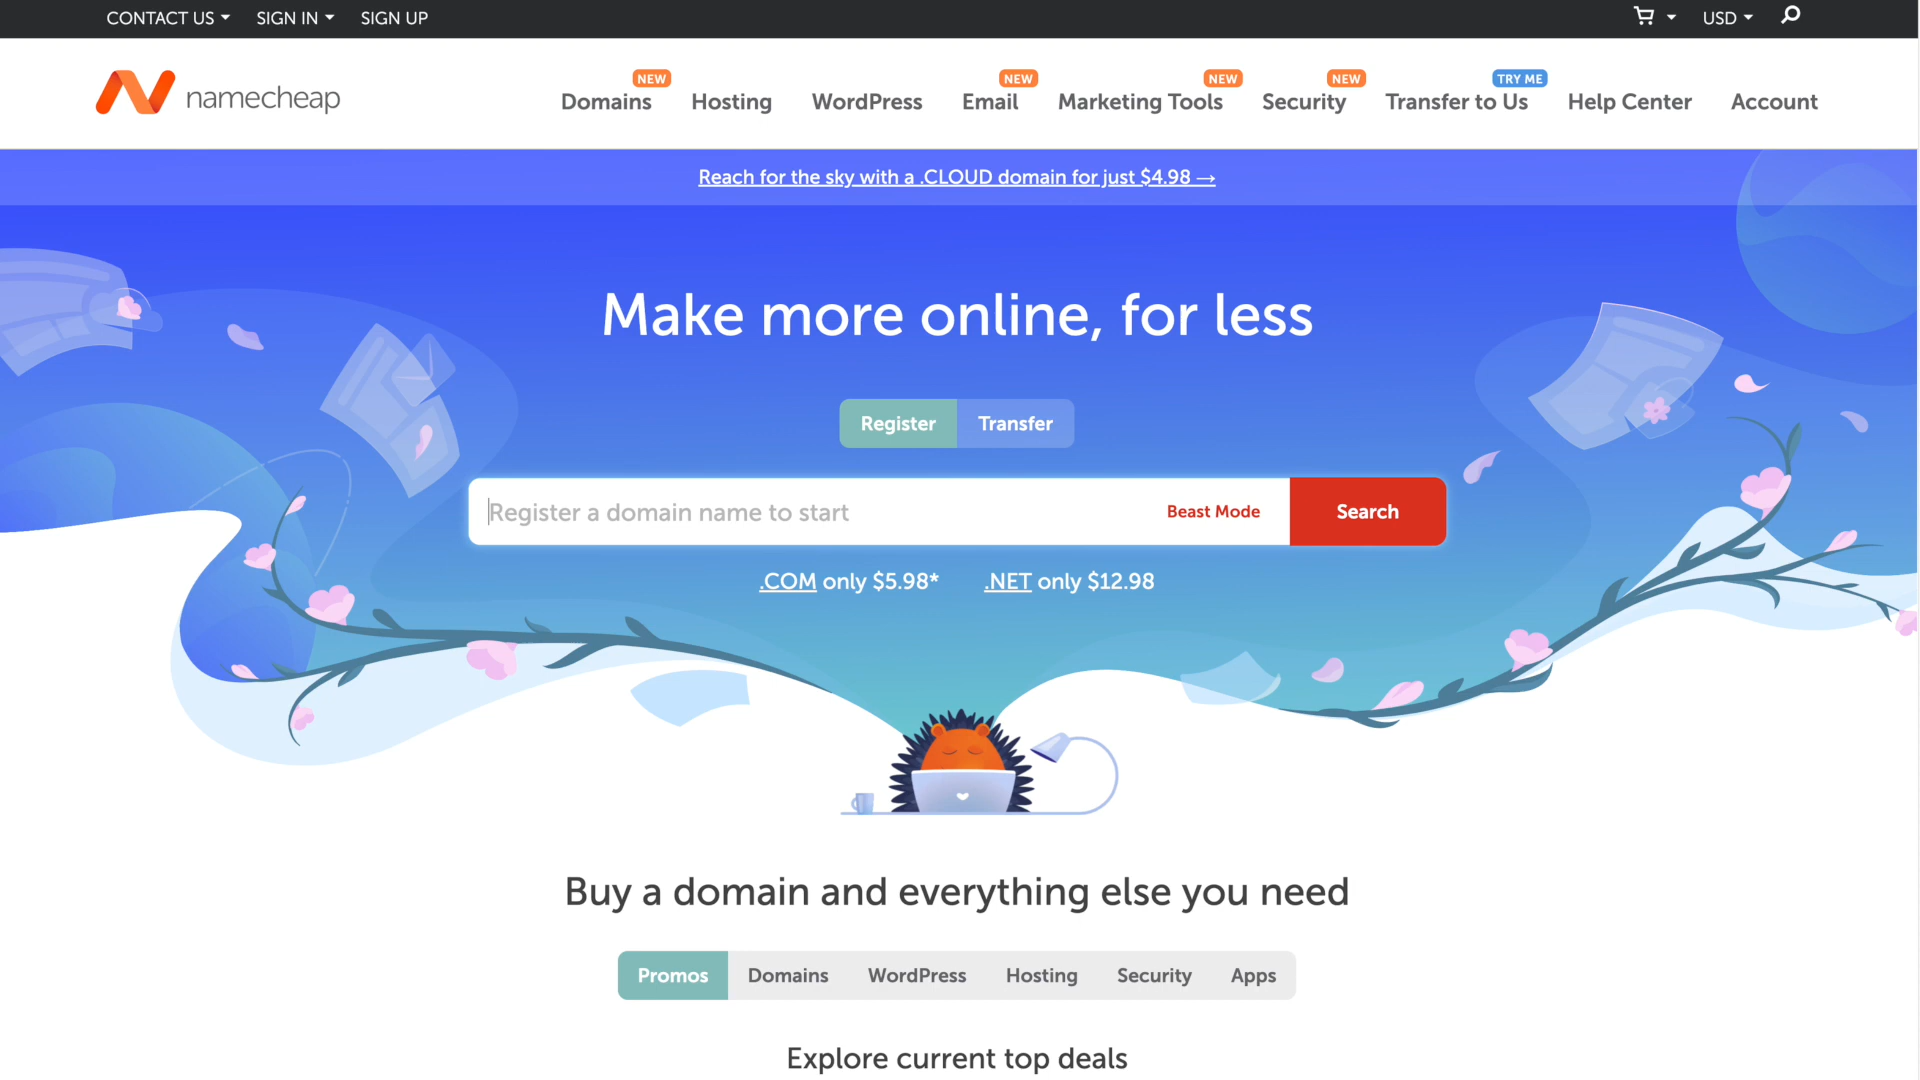 CONTACT US SIGN IN SIGN UP USD
NEW NEW NEW NEW TRY ME
namecheap Domains Hosting WordPress Email Marketing Tools Security Transfer to Us Help Center Account
Reach for the sky with a .CLOUD domain for just $4.98 →
Make more online, for less
Register Transfer
Register a domain name to start Beast Mode Search
.COM only $5.98* .NET only $12.98
Buy a domain and everything else you need
Promos Domains WordPress Hosting Security Apps
Explore current top deals